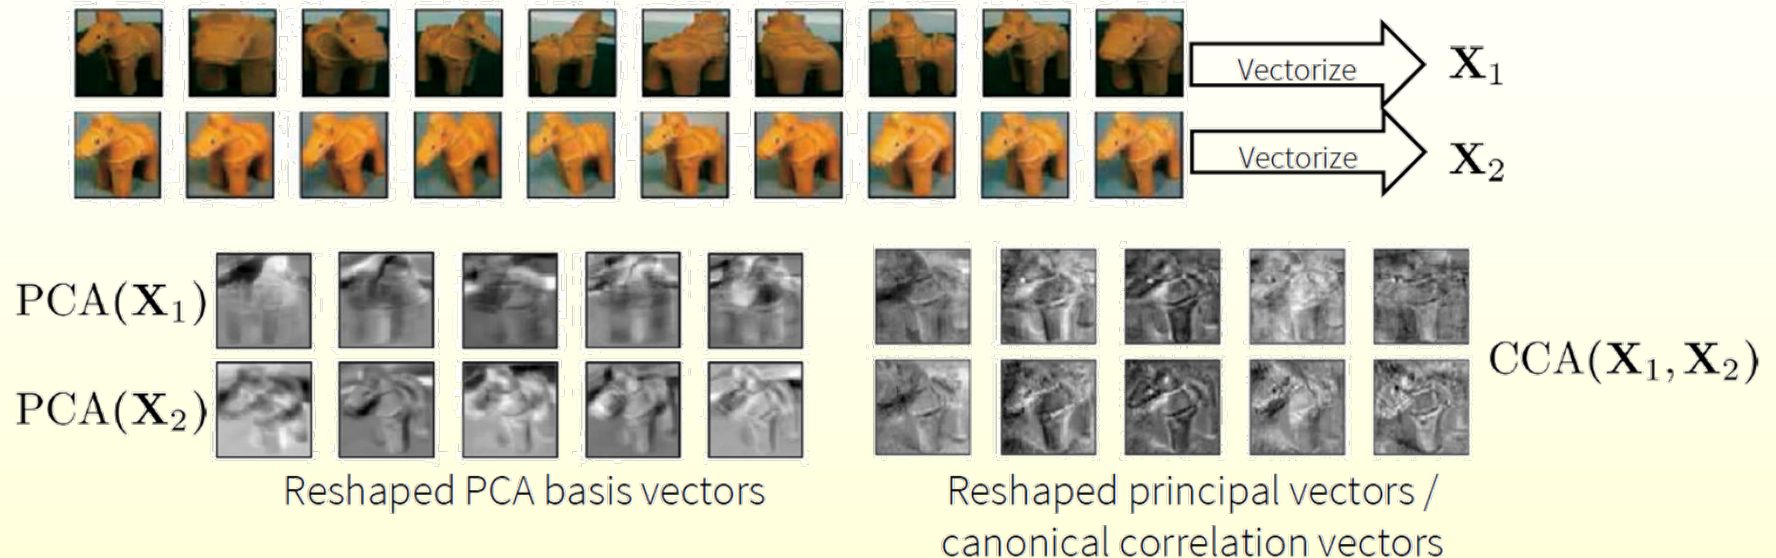 Vectorize X₁
Vectorize X₂
PCA(X₁)
PCA(X₂)
CCA(X₁, X₂)
Reshaped PCA basis vectors
Reshaped principal vectors /
canonical correlation vectors